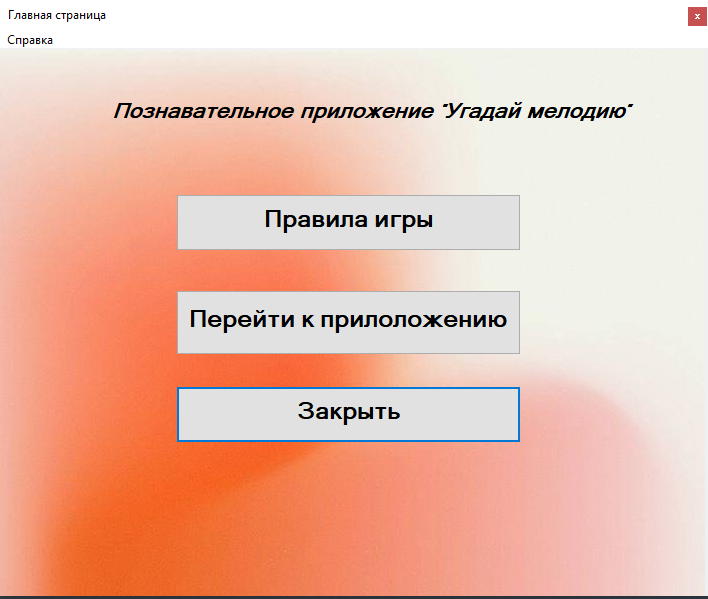 Главная страница
x
Справка
Познавательное приложение "Угадай мелодию"
Правила игры
Перейти к прилоложению
Закрыть